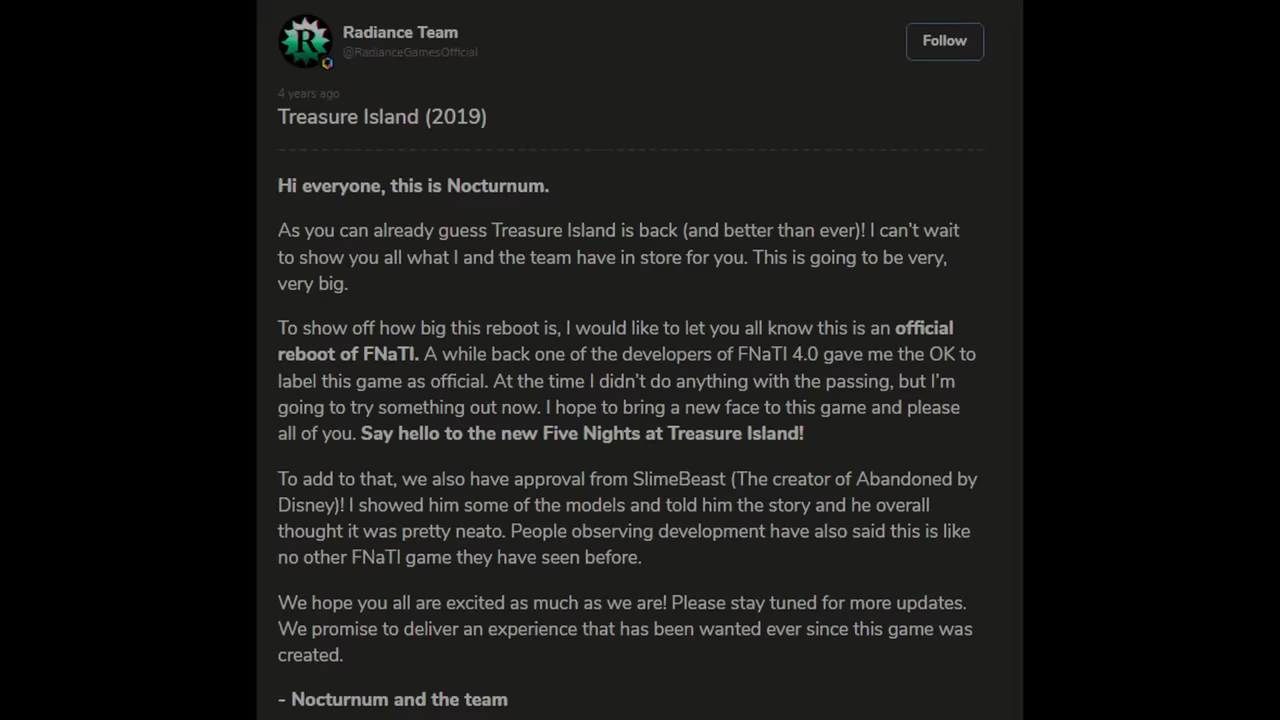 Radiance Team
@RadianceGamesOfficial
Follow
4 years ago
Treasure Island (2019)
Hi everyone, this is Nocturnum.
As you can already guess Treasure Island is back (and better than ever)! I can't wait
to show you all what I and the team have in store for you. This is going to be very,
very big.
To show off how big this reboot is, I would like to let you all know this is an official
reboot of FNaTI. A while back one of the developers of FNaTI 4.0 gave me the OK to
label this game as official. At the time I didn't do anything with the passing, but I'm
going to try something out now. I hope to bring a new face to this game and please
all of you. Say hello to the new Five Nights at Treasure Island!
To add to that, we also have approval from SlimeBeast (The creator of Abandoned by
Disney)! I showed him some of the models and told him the story and he overall
thought it was pretty neato. People observing development have also said this is like
no other FNaTI game they have seen before.
We hope you all are excited as much as we are! Please stay tuned for more updates.
We promise to deliver an experience that has been wanted ever since this game was
created.
- Nocturnum and the team